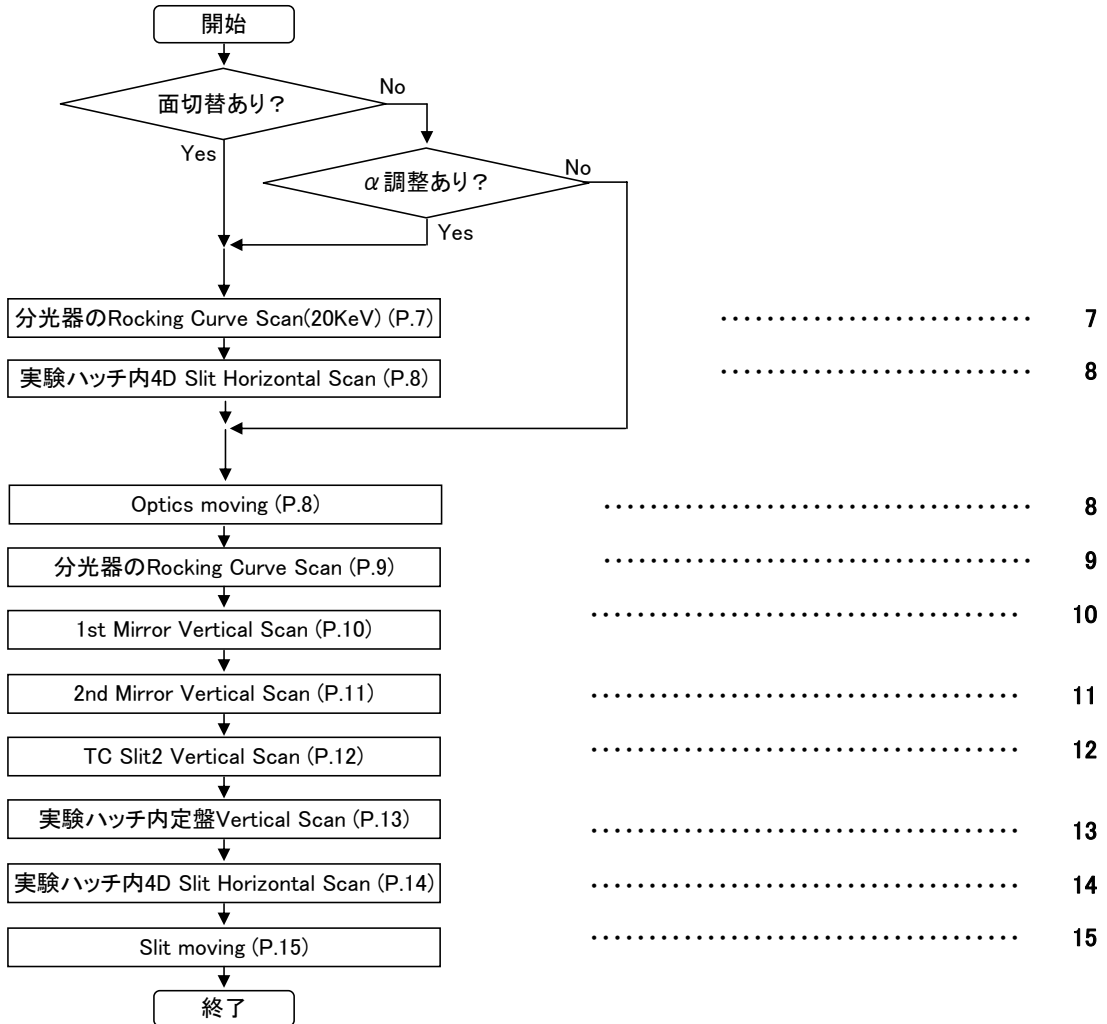 開始
面切替あり?
No
Yes
α調整あり?
No
Yes
分光器のRocking Curve Scan(20KeV) (P.7) ・・・・・・・・・・・・・・・・・・・・・・・・・・・ 7
実験ハッチ内4D Slit Horizontal Scan (P.8) ・・・・・・・・・・・・・・・・・・・・・・・・・・・ 8
Optics moving (P.8) ・・・・・・・・・・・・・・・・・・・・・・・・・・・・・・・・・・・・・ 8
分光器のRocking Curve Scan (P.9) ・・・・・・・・・・・・・・・・・・・・・・・・・・・・・・・・・・・・・ 9
1st Mirror Vertical Scan (P.10) ・・・・・・・・・・・・・・・・・・・・・・・・・・・・・・・・・・・・・ 10
2nd Mirror Vertical Scan (P.11) ・・・・・・・・・・・・・・・・・・・・・・・・・・・・・・・・・・・・・ 11
TC Slit2 Vertical Scan (P.12) ・・・・・・・・・・・・・・・・・・・・・・・・・・・・・・・・・・・・・ 12
実験ハッチ内定盤Vertical Scan (P.13) ・・・・・・・・・・・・・・・・・・・・・・・・・・・・・・・・・・・・・ 13
実験ハッチ内4D Slit Horizontal Scan (P.14) ・・・・・・・・・・・・・・・・・・・・・・・・・・・・・・・・・・・・・ 14
Slit moving (P.15) ・・・・・・・・・・・・・・・・・・・・・・・・・・・・・・・・・・・・・ 15
終了